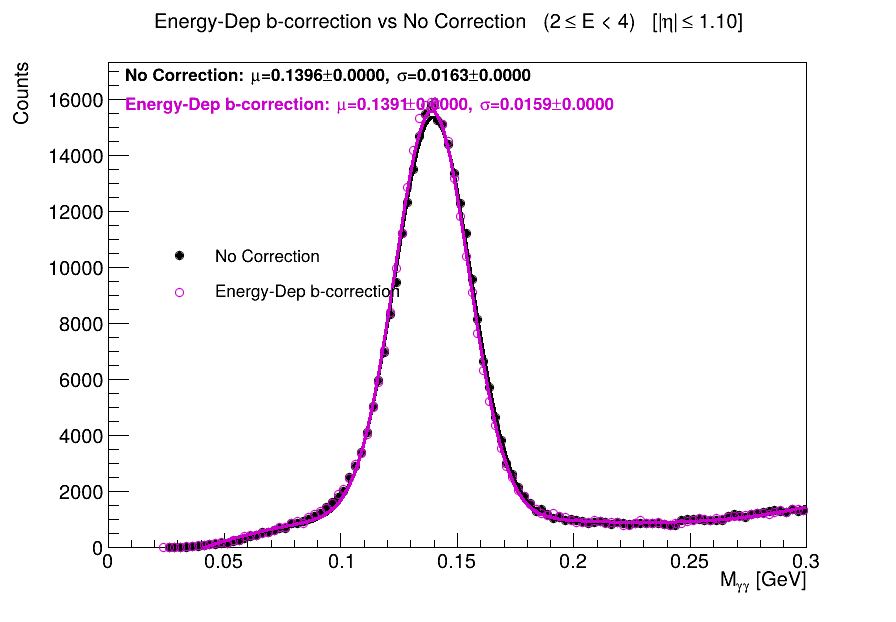 Energy-Dep b-correction vs No Correction (2 ≤ E < 4) [|η| ≤ 1.10]
Counts
No Correction: μ=0.1396±0.0000, σ=0.0163±0.0000
Energy-Dep b-correction: μ=0.1391±0.0000, σ=0.0159±0.0000
16000
14000
12000
10000
8000
6000
4000
2000
0
No Correction
Energy-Dep b-correction
0 0.05 0.1 0.15 0.2 0.25 0.3
Mγγ [GeV]